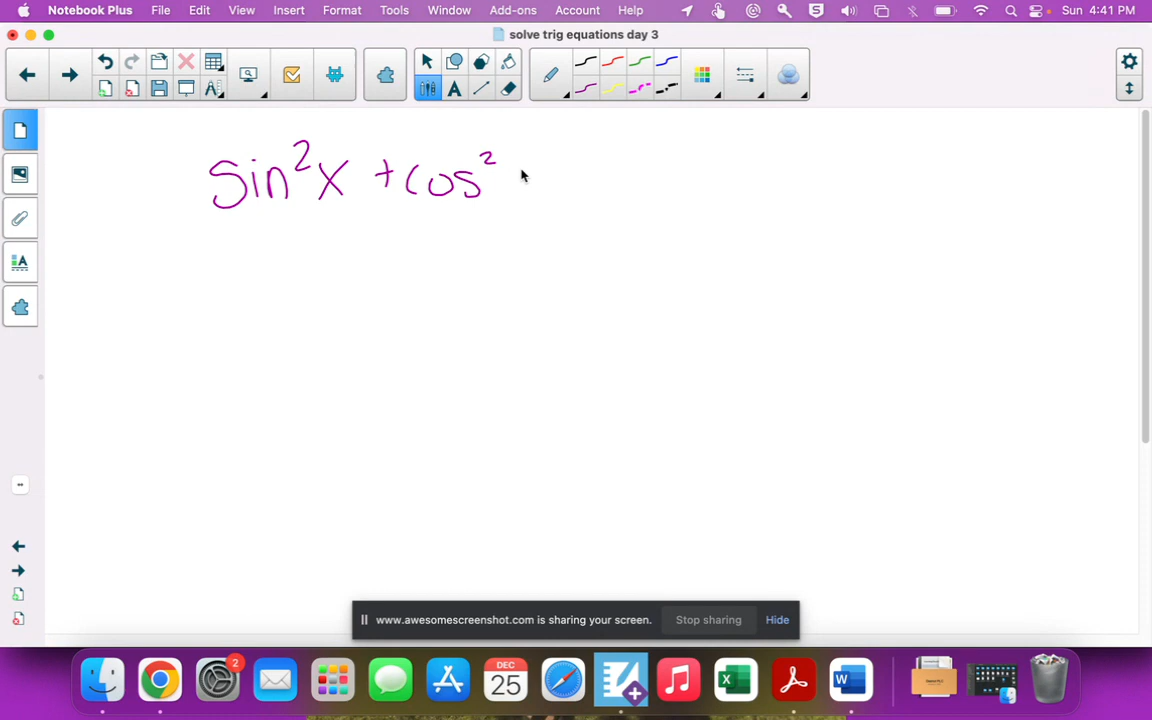 Notebook Plus File Edit View Insert Format Tools Window Add-ons Account Help Sun 4:41 PM
solve trig equations day 3
sin²x + cos²
www.awesomescreenshot.com is sharing your screen. Stop sharing Hide
2
DEC
25